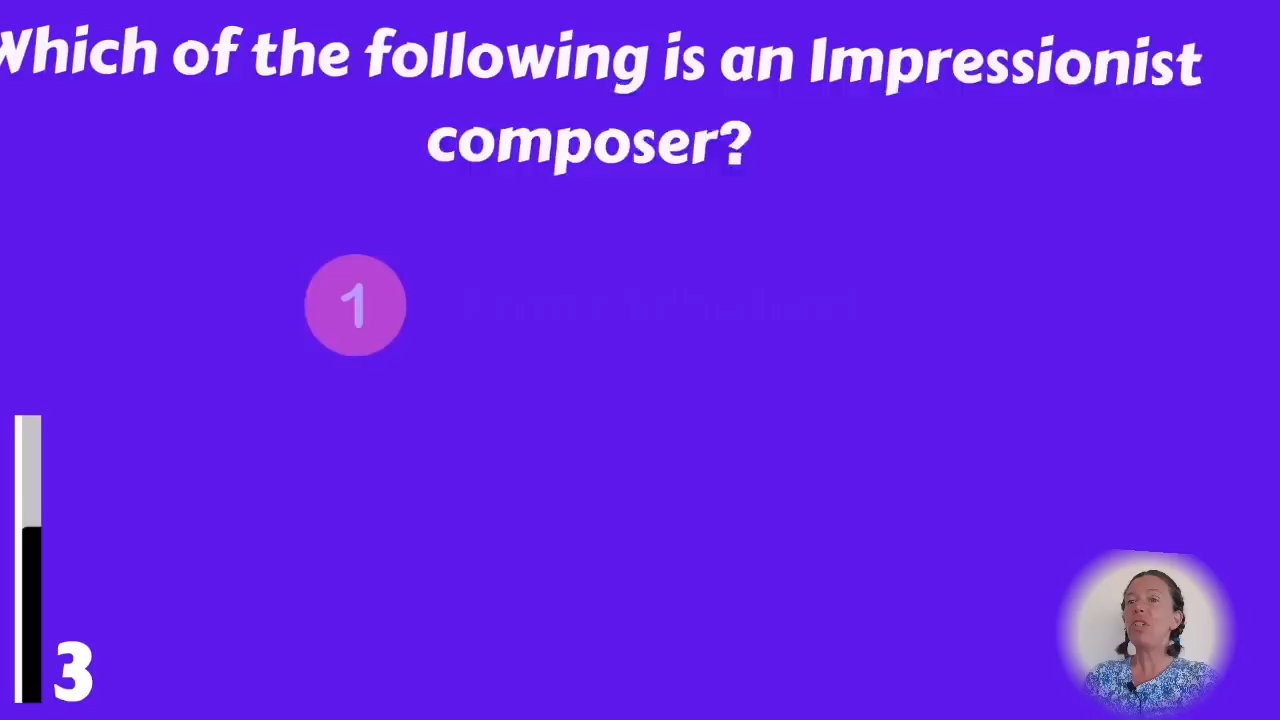 Which of the following is an Impressionist
composer?
1
3